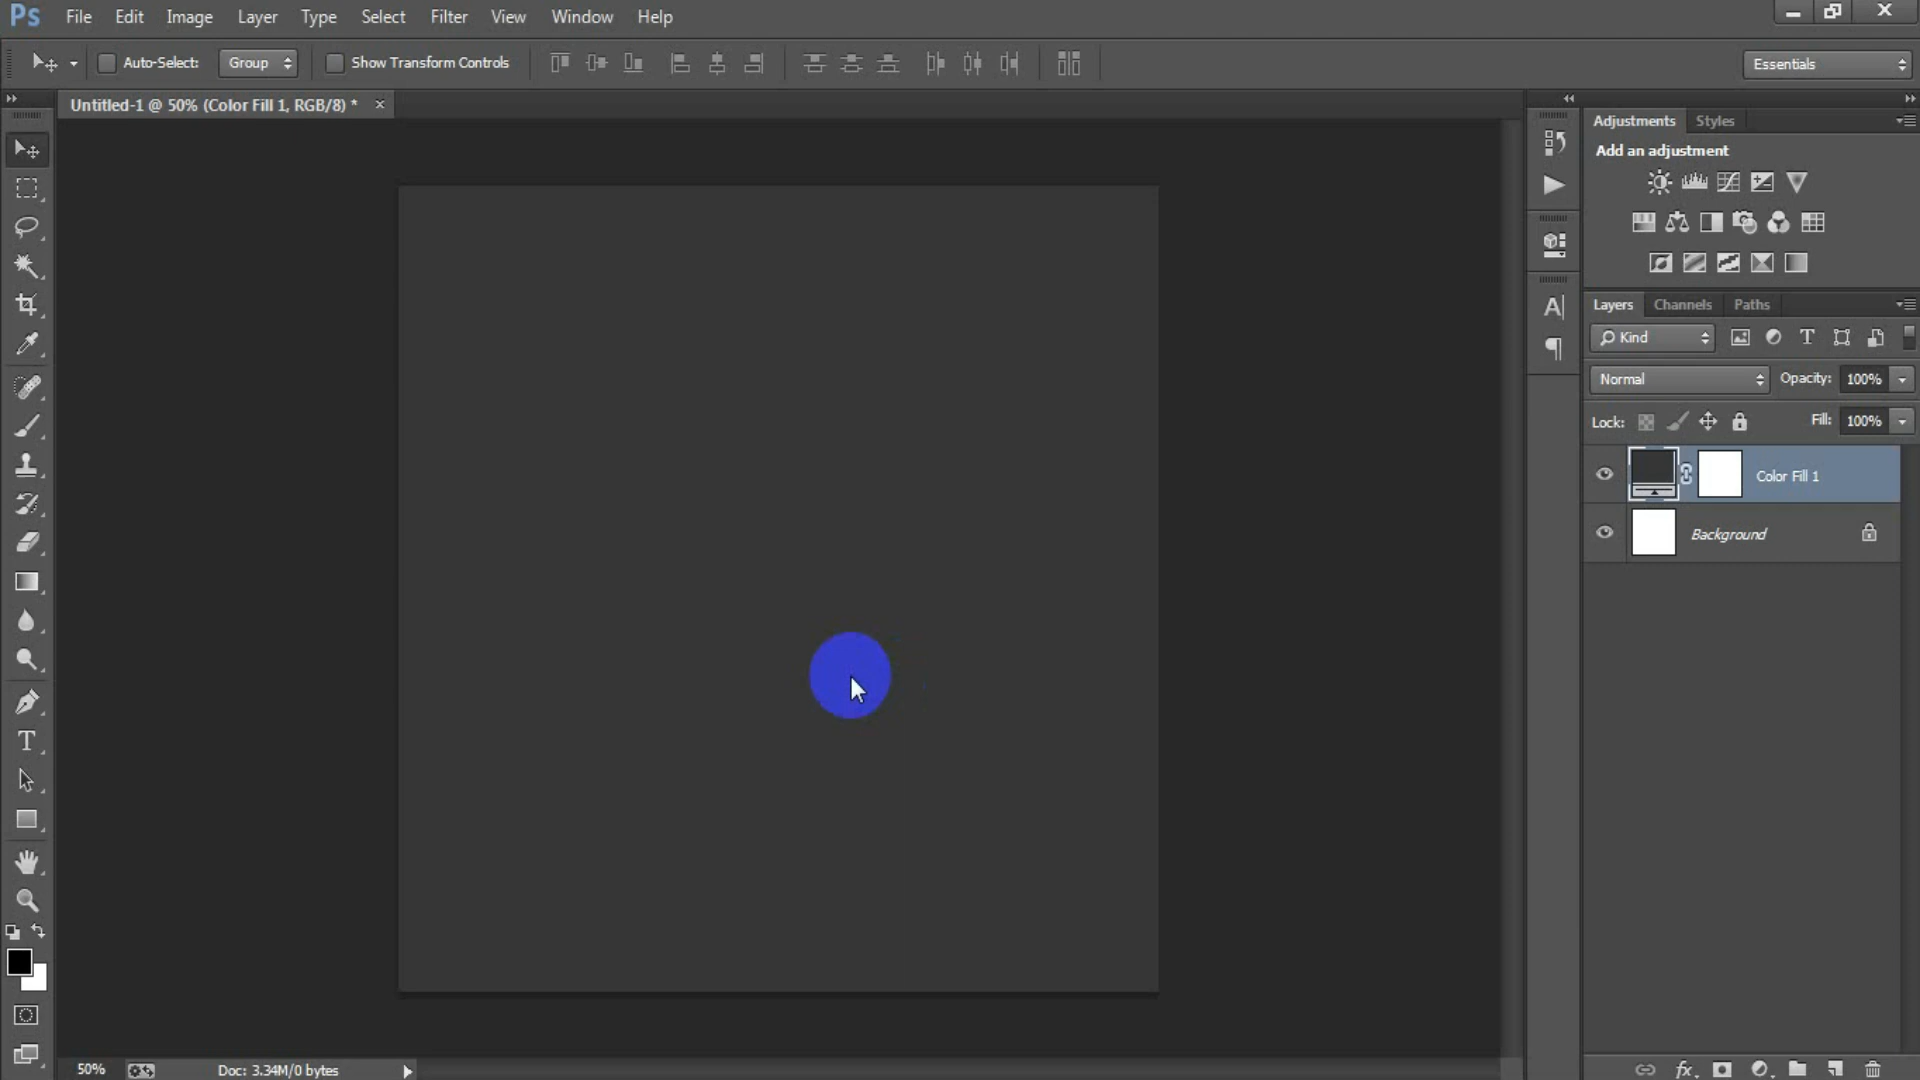 Ps File Edit Image Layer Type Select Filter View Window Help
Auto-Select: Group Show Transform Controls Essentials
Untitled-1 @ 50% (Color Fill 1, RGB/8) * ×
Adjustments Styles
Add an adjustment
Layers Channels Paths
Kind
Normal Opacity: 100%
Lock: Fill: 100%
Color Fill 1
Background
50% Doc: 3.34M/0 bytes
fx